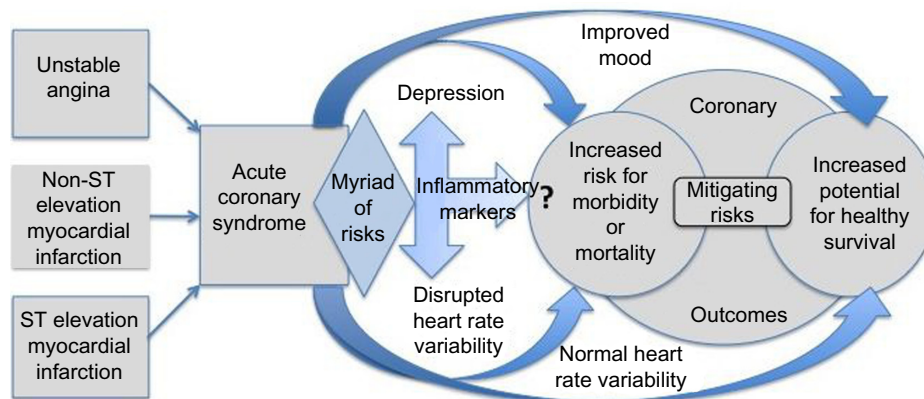 Unstable
angina
Non-ST
elevation
myocardial
infarction
ST elevation
myocardial
infarction
Acute
coronary
syndrome
Myriad
of
risks
Depression
Inflammatory
markers
Disrupted
heart rate
variability
?
Improved
mood
Normal heart
rate variability
Coronary
Increased
risk for
morbidity
or
mortality
Mitigating
risks
Increased
potential
for healthy
survival
Outcomes